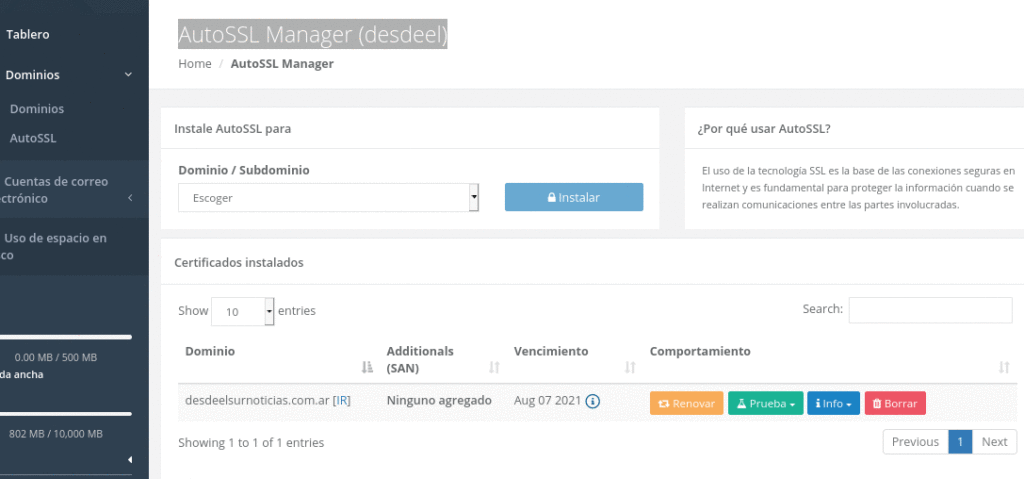 Tablero
Dominios
Dominios
AutoSSL
Cuentas de correo
ctrónico
Uso de espacio en
co
0.00 MB / 500 MB
da ancha
802 MB / 10,000 MB
AutoSSL Manager (desdeel)
Home / AutoSSL Manager
Instale AutoSSL para
Dominio / Subdominio
Escoger
Instalar
¿Por qué usar AutoSSL?
El uso de la tecnología SSL es la base de las conexiones seguras en
Internet y es fundamental para proteger la información cuando se
realizan comunicaciones entre las partes involucradas.
Certificados instalados
Show 10 entries
Search:
Dominio
Additionals
(SAN)
Vencimiento
Comportamiento
desdeelsurnoticias.com.ar [IR]
Ninguno agregado
Aug 07 2021
Renovar
Prueba
Info
Borrar
Showing 1 to 1 of 1 entries
Previous 1 Next